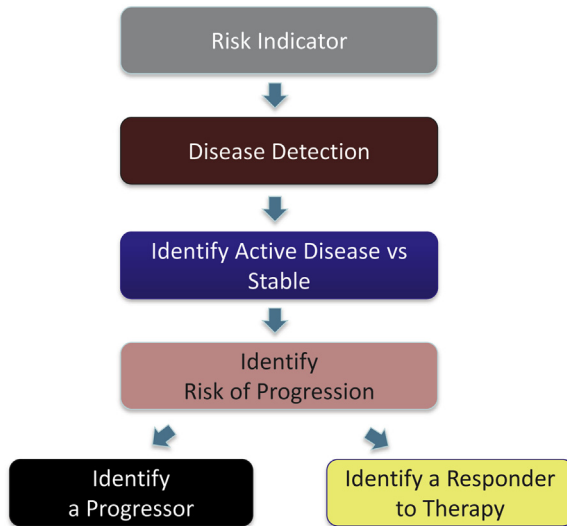 Risk Indicator
Disease Detection
Identify Active Disease vs
Stable
Identify
Risk of Progression
Identify
a Progressor
Identify a Responder
to Therapy